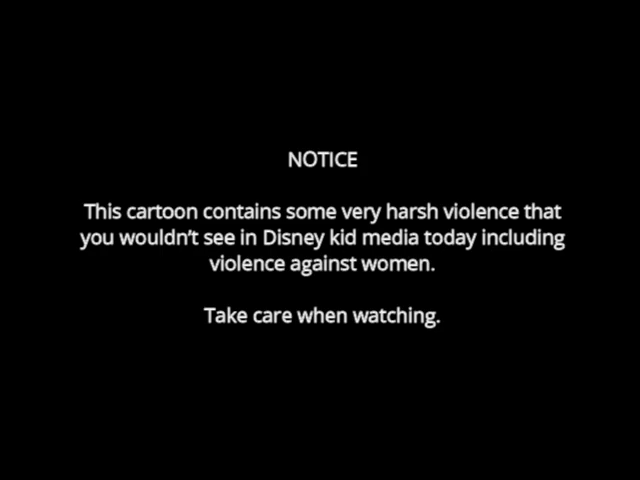 NOTICE
This cartoon contains some very harsh violence that
you wouldn't see in Disney kid media today including
violence against women.
Take care when watching.